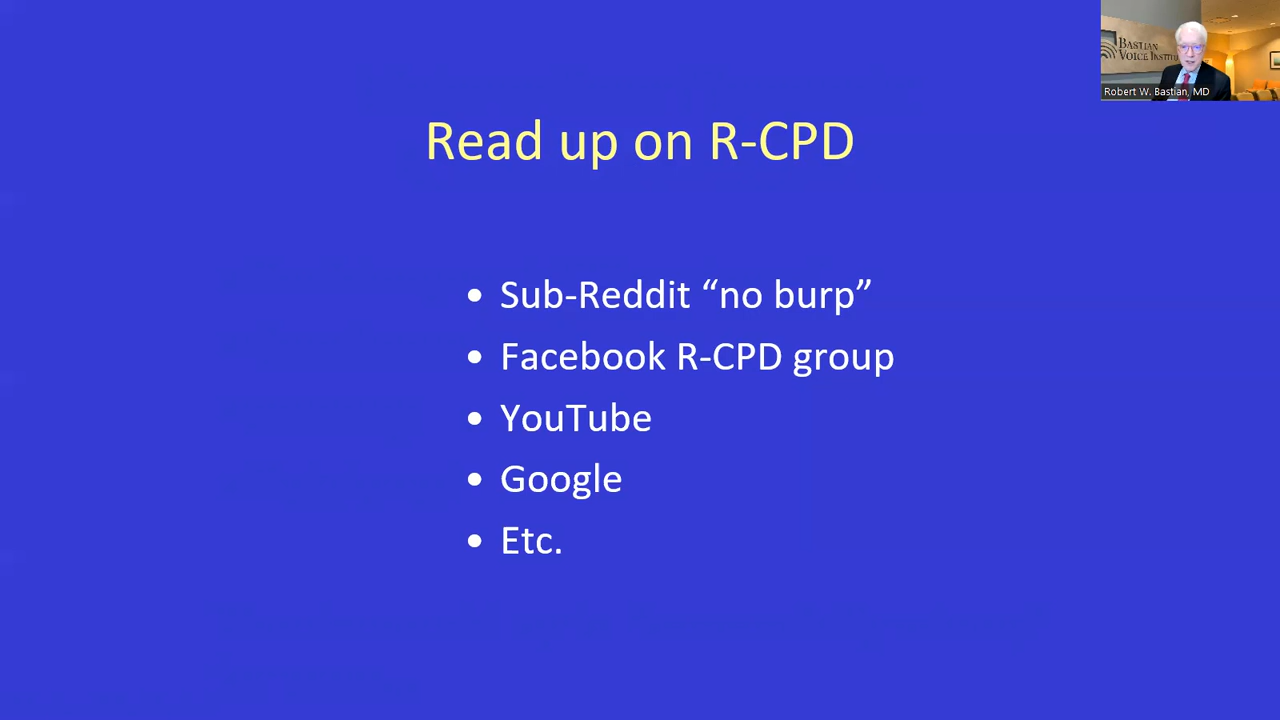 BASTIAN
VOICE INSTIT
Robert W. Bastian, MD
Read up on R-CPD
• Sub-Reddit “no burp”
• Facebook R-CPD group
• YouTube
• Google
• Etc.